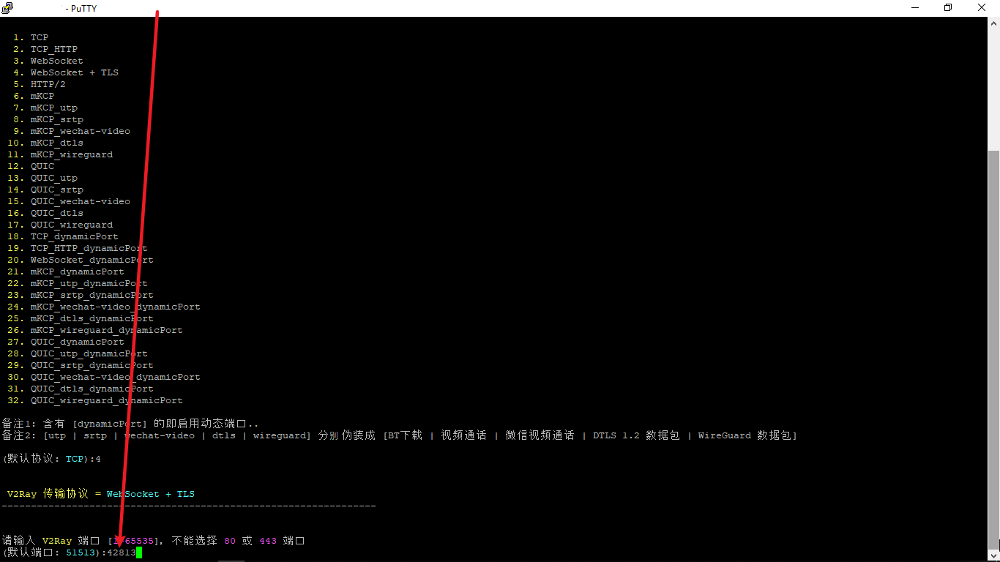 - PuTTY
1. TCP
2. TCP_HTTP
3. WebSocket
4. WebSocket + TLS
5. HTTP/2
6. mKCP
7. mKCP_utp
8. mKCP_srtp
9. mKCP_wechat-video
10. mKCP_dtls
11. mKCP_wireguard
12. QUIC
13. QUIC_utp
14. QUIC_srtp
15. QUIC_wechat-video
16. QUIC_dtls
17. QUIC_wireguard
18. TCP_dynamicPort
19. TCP_HTTP_dynamicPort
20. WebSocket_dynamicPort
21. mKCP_dynamicPort
22. mKCP_utp_dynamicPort
23. mKCP_srtp_dynamicPort
24. mKCP_wechat-video_dynamicPort
25. mKCP_dtls_dynamicPort
26. mKCP_wireguard_dynamicPort
27. QUIC_dynamicPort
28. QUIC_utp_dynamicPort
29. QUIC_srtp_dynamicPort
30. QUIC_wechat-video_dynamicPort
31. QUIC_dtls_dynamicPort
32. QUIC_wireguard_dynamicPort
备注1: 含有 [dynamicPort] 的即启用动态端口..
备注2: [utp | srtp | wechat-video | dtls | wireguard] 分别伪装成 [BT下载 | 视频通话 | 微信视频通话 | DTLS 1.2 数据包 | WireGuard 数据包]
(默认协议: TCP):4
V2Ray 传输协议 = WebSocket + TLS
----------------------------------------------------------------
请输入 V2Ray 端口 [1-65535], 不能选择 80 或 443 端口
(默认端口: 51513):42813